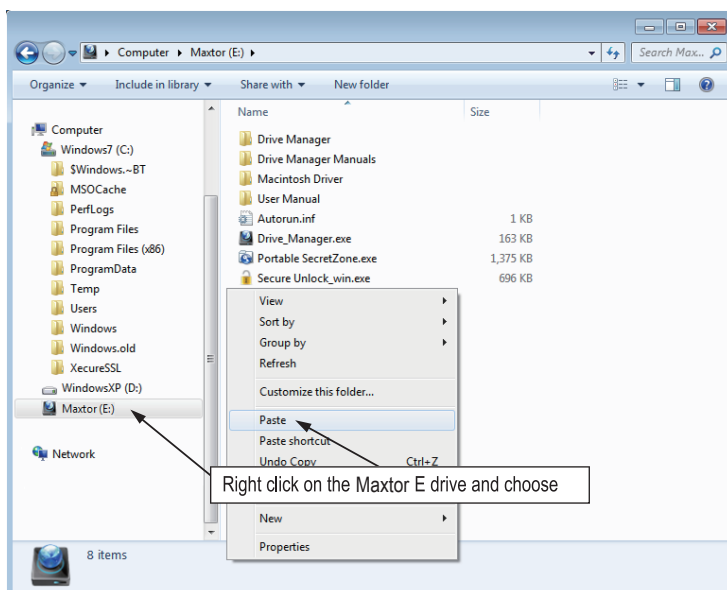 Computer ▸ Maxtor (E:) ▸
Search Max...
Organize Include in library Share with New folder
Computer
Windows7 (C:)
$Windows.~BT
MSOCache
PerfLogs
Program Files
Program Files (x86)
ProgramData
Temp
Users
Windows
Windows.old
XecureSSL
WindowsXP (D:)
Maxtor (E:)
Network
Name Size
Drive Manager
Drive Manager Manuals
Macintosh Driver
User Manual
Autorun.inf 1 KB
Drive_Manager.exe 163 KB
Portable SecretZone.exe 1,375 KB
Secure Unlock_win.exe 696 KB
View
Sort by
Group by
Refresh
Customize this folder...
Paste
Paste shortcut
Undo Copy Ctrl+Z
Right click on the Maxtor E drive and choose
New
Properties
8 items